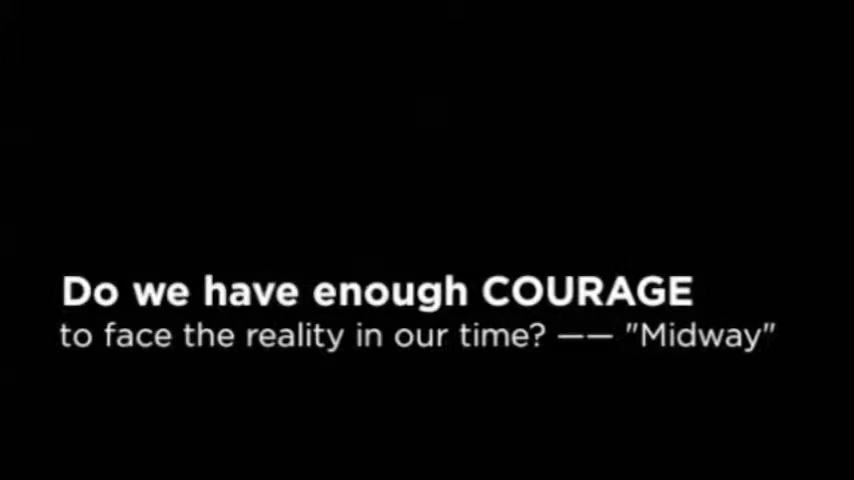 Do we have enough COURAGE
to face the reality in our time? —— "Midway"